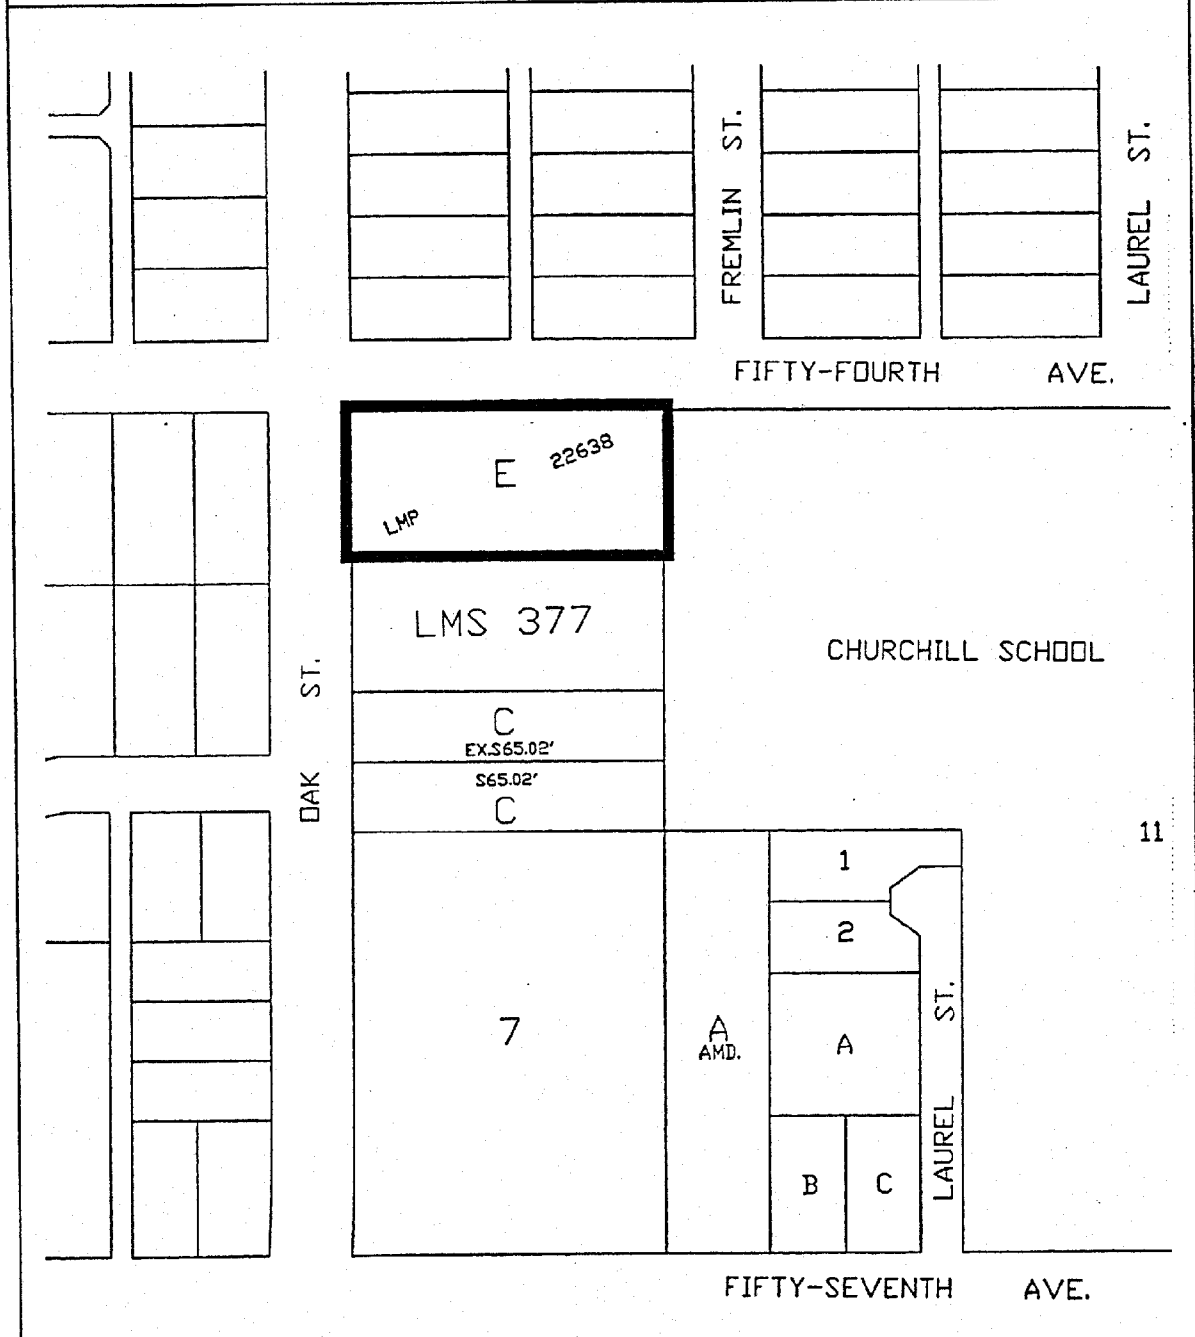 FREMLIN ST.
LAUREL ST.
FIFTY-FOURTH AVE.
E
22638
LMP
LMS 377
CHURCHILL SCHOOL
OAK ST.
C
EX.S65.02'
S65.02'
C
11
1
2
7
A
AMD.
A
LAUREL ST.
B
C
FIFTY-SEVENTH AVE.